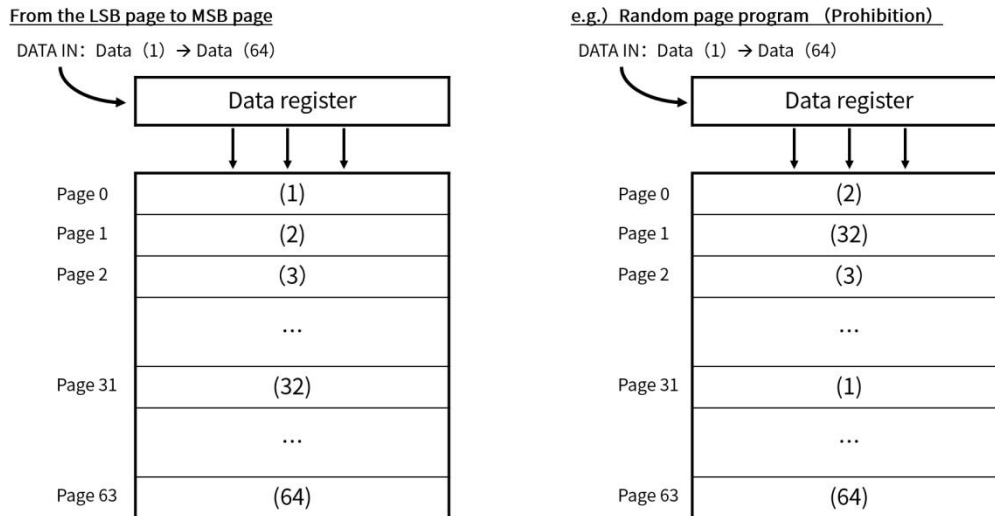 From the LSB page to MSB page
DATA IN: Data (1) → Data (64)
Data register
Page 0 (1)
Page 1 (2)
Page 2 (3)
...
Page 31 (32)
...
Page 63 (64)
e.g.) Random page program (Prohibition)
DATA IN: Data (1) → Data (64)
Data register
Page 0 (2)
Page 1 (32)
Page 2 (3)
...
Page 31 (1)
...
Page 63 (64)